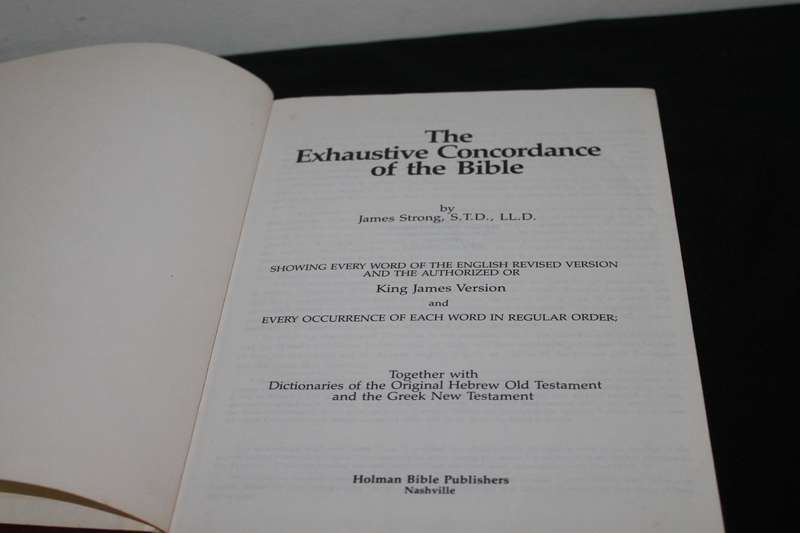 The
Exhaustive Concordance
of the Bible
by
James Strong, S.T.D., LL.D.
SHOWING EVERY WORD OF THE ENGLISH REVISED VERSION
AND THE AUTHORIZED OR
King James Version
and
EVERY OCCURRENCE OF EACH WORD IN REGULAR ORDER;
Together with
Dictionaries of the Original Hebrew Old Testament
and the Greek New Testament
Holman Bible Publishers
Nashville